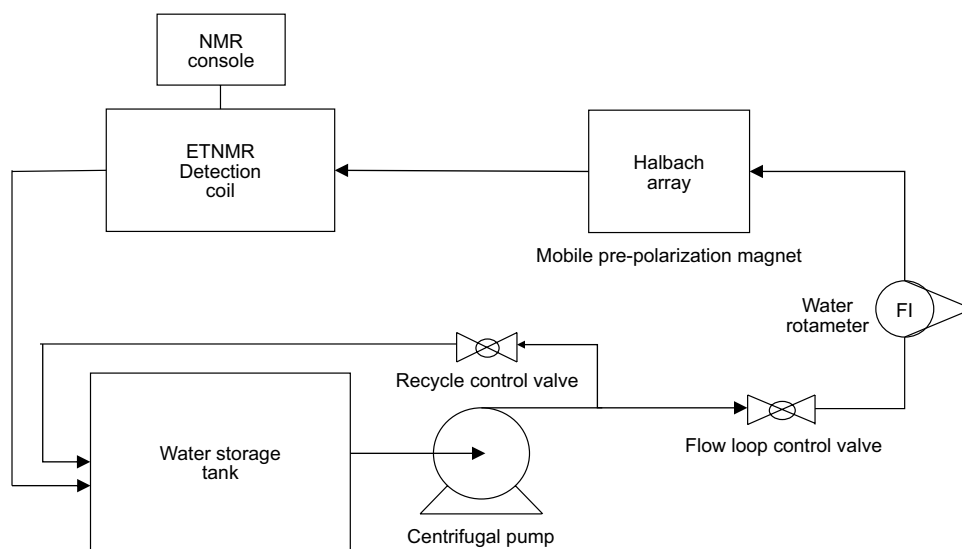 NMR
console
ETNMR
Detection
coil
Halbach
array
Mobile pre-polarization magnet
Water
rotameter
FI
Recycle control valve
Flow loop control valve
Water storage
tank
Centrifugal pump